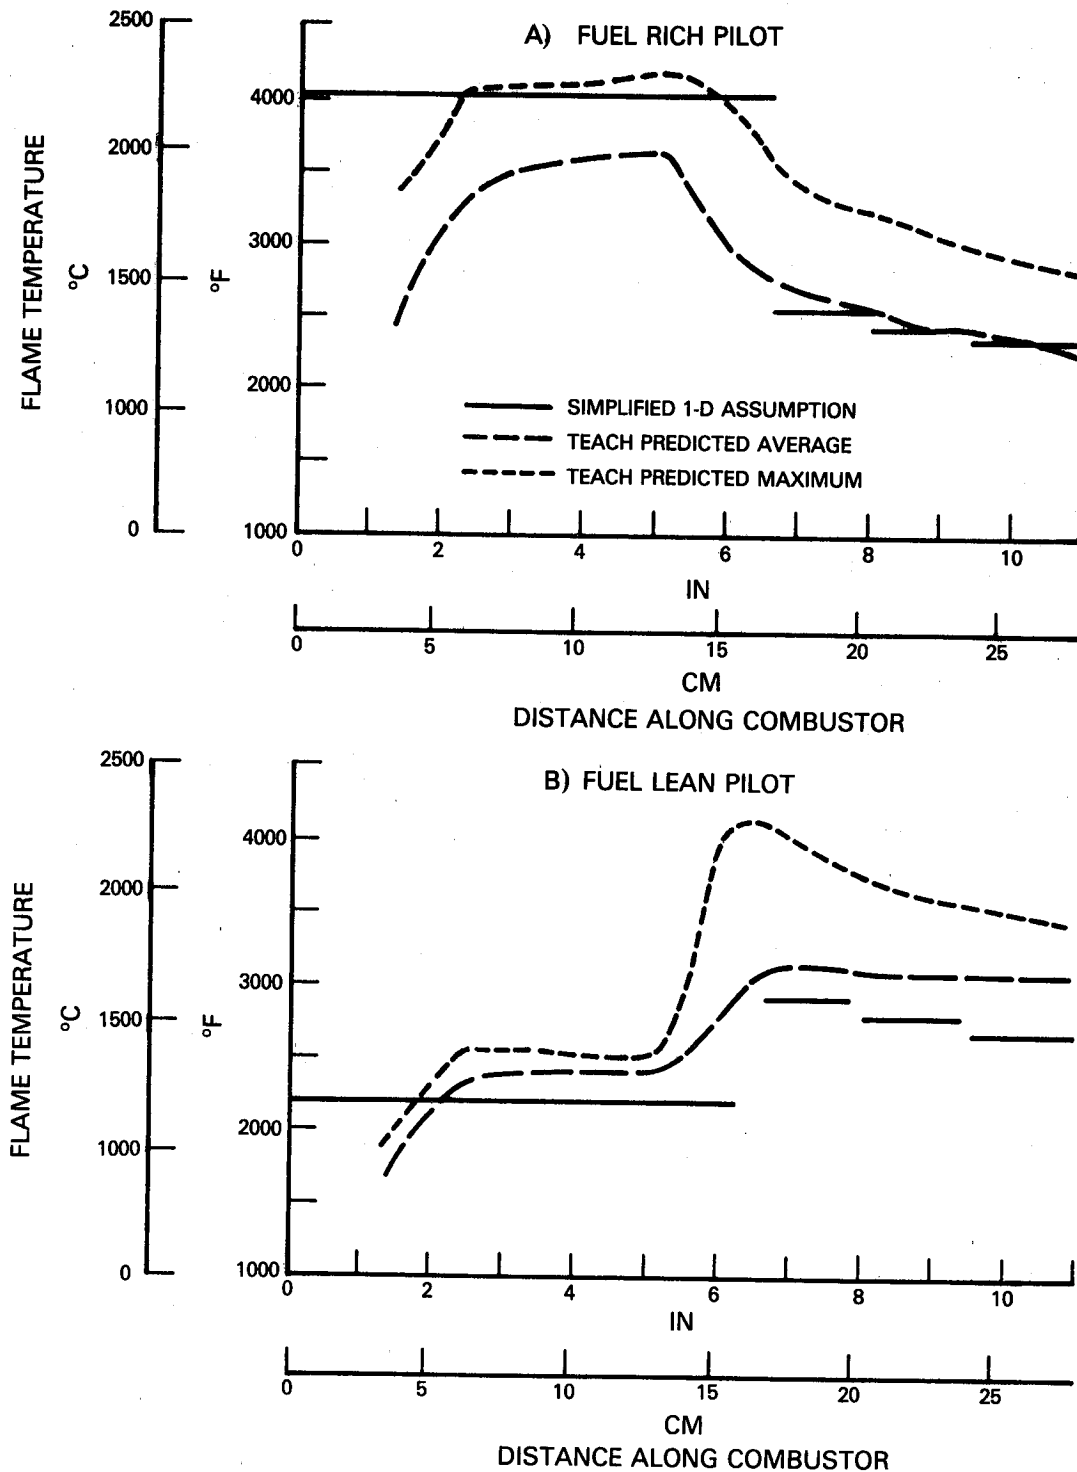 A) FUEL RICH PILOT
2500
2000
1500
1000
0
°C
FLAME TEMPERATURE
4000
3000
2000
1000
°F
SIMPLIFIED 1-D ASSUMPTION
TEACH PREDICTED AVERAGE
TEACH PREDICTED MAXIMUM
0 2 4 6 8 10
IN
0 5 10 15 20 25
CM
DISTANCE ALONG COMBUSTOR
B) FUEL LEAN PILOT
2500
2000
1500
1000
0
°C
FLAME TEMPERATURE
4000
3000
2000
1000
°F
0 2 4 6 8 10
IN
0 5 10 15 20 25
CM
DISTANCE ALONG COMBUSTOR